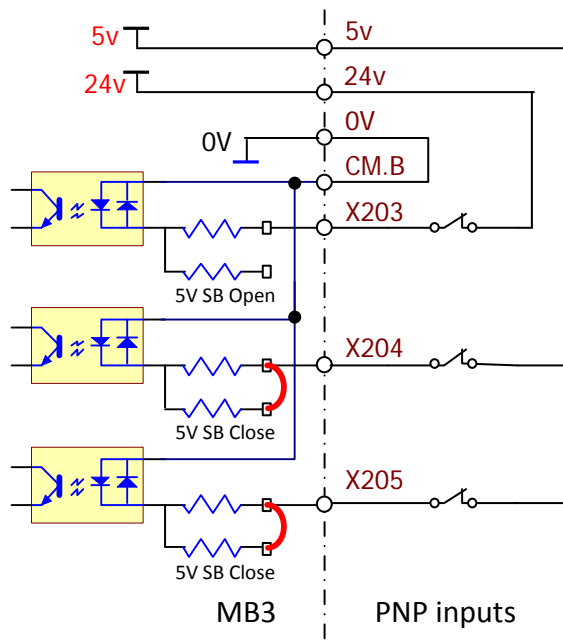 5v
5v
24v
24v
0V
0V
CM.B
X203
5V SB Open
X204
5V SB Close
X205
5V SB Close
MB3
PNP inputs